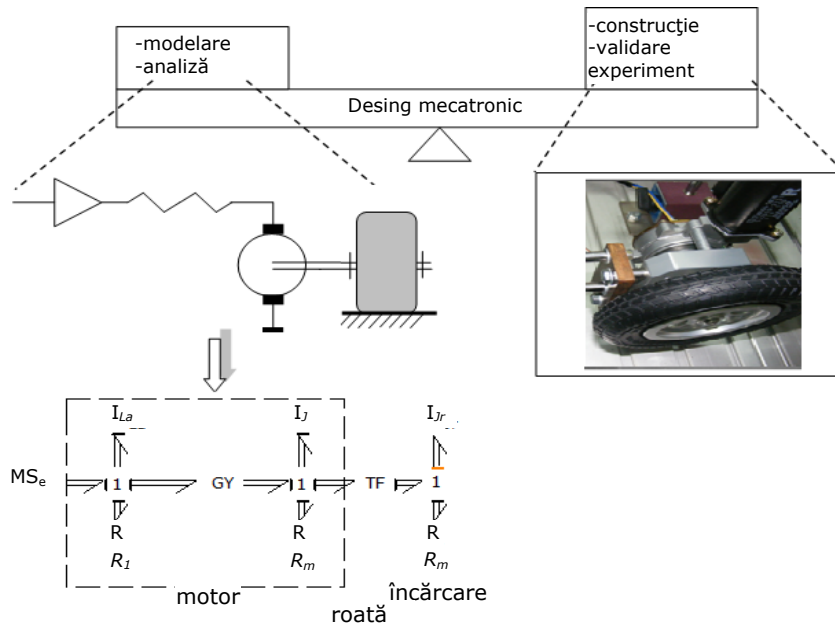 -modelare
-analiză
-construcţie
-validare
experiment
Desing mecatronic
I_La
I_J
I_Jr
MS_e
1
GY
1
TF
1
R
R
R
R_1
R_m
R_m
motor
încărcare
roată